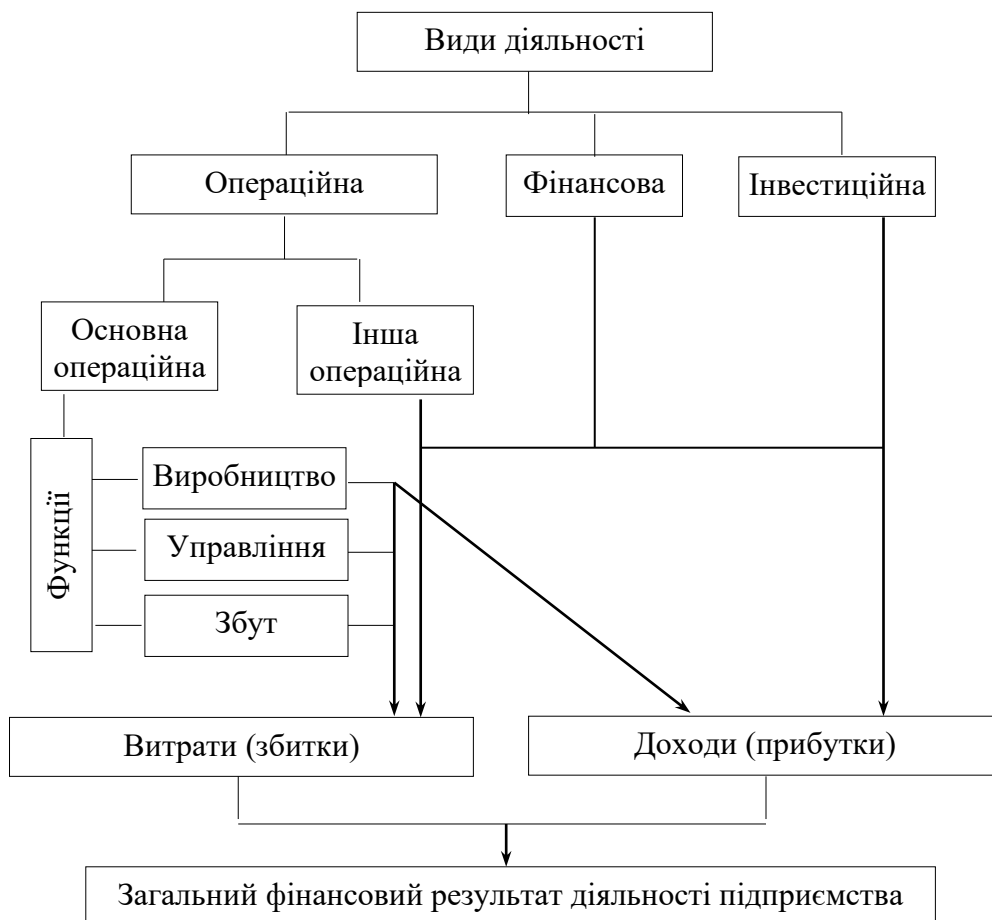 Види діяльності
Операційна
Фінансова
Інвестиційна
Основна
операційна
Інша
операційна
Функції
Виробництво
Управління
Збут
Витрати (збитки)
Доходи (прибутки)
Загальний фінансовий результат діяльності підприємства